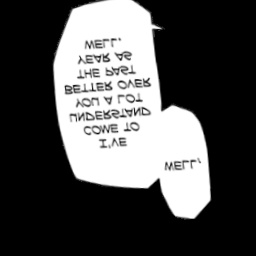 WELL,
I'VE
COME TO
UNDERSTAND
YOU A LOT
BETTER OVER
THE PAST
YEAR AS
WELL.